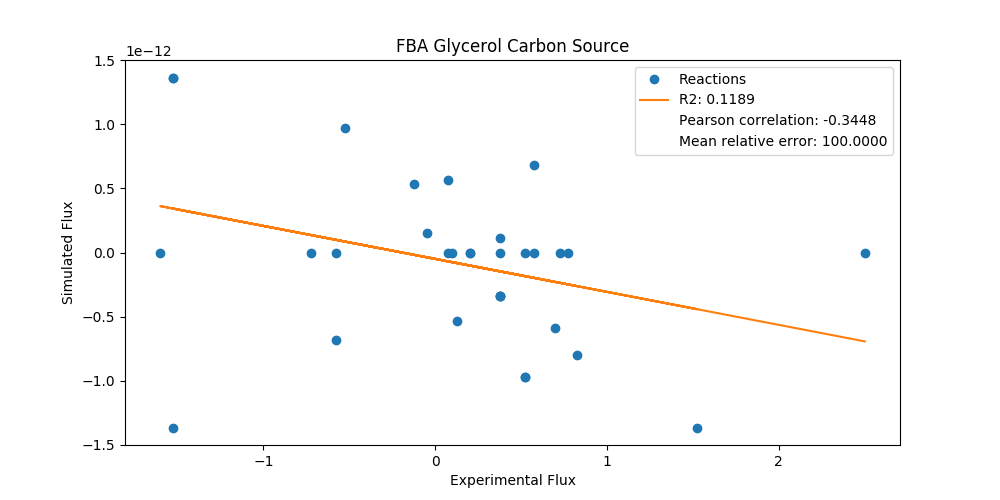 FBA Glycerol Carbon Source
1e−12
1.5
1.0
0.5
0.0
−0.5
−1.0
−1.5
Simulated Flux
Reactions
R2: 0.1189
Pearson correlation: -0.3448
Mean relative error: 100.0000
−1
0
1
2
Experimental Flux